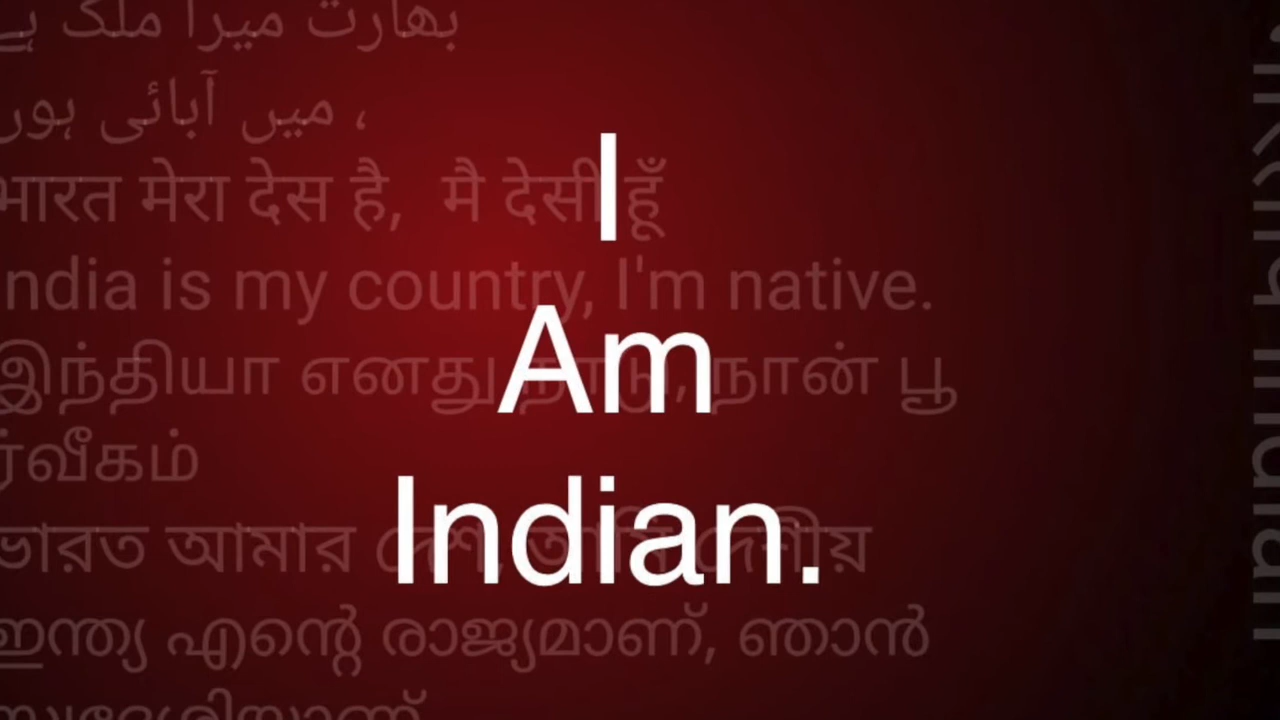 بھارت میرا ملک ہے
، میں آبائی ہوں
भारत मेरा देस है, मै देसी हूँ
India is my country, I'm native.
இந்தியா எனது நாடு, நான் பூ
ர்வீகம்
ভারত আমার দেশ, আমি দেশীয়
ഇന്ത്യ എന്റെ രാജ്യമാണ്, ഞാൻ
സ്വദേശിയാണ്
I
Am
Indian.